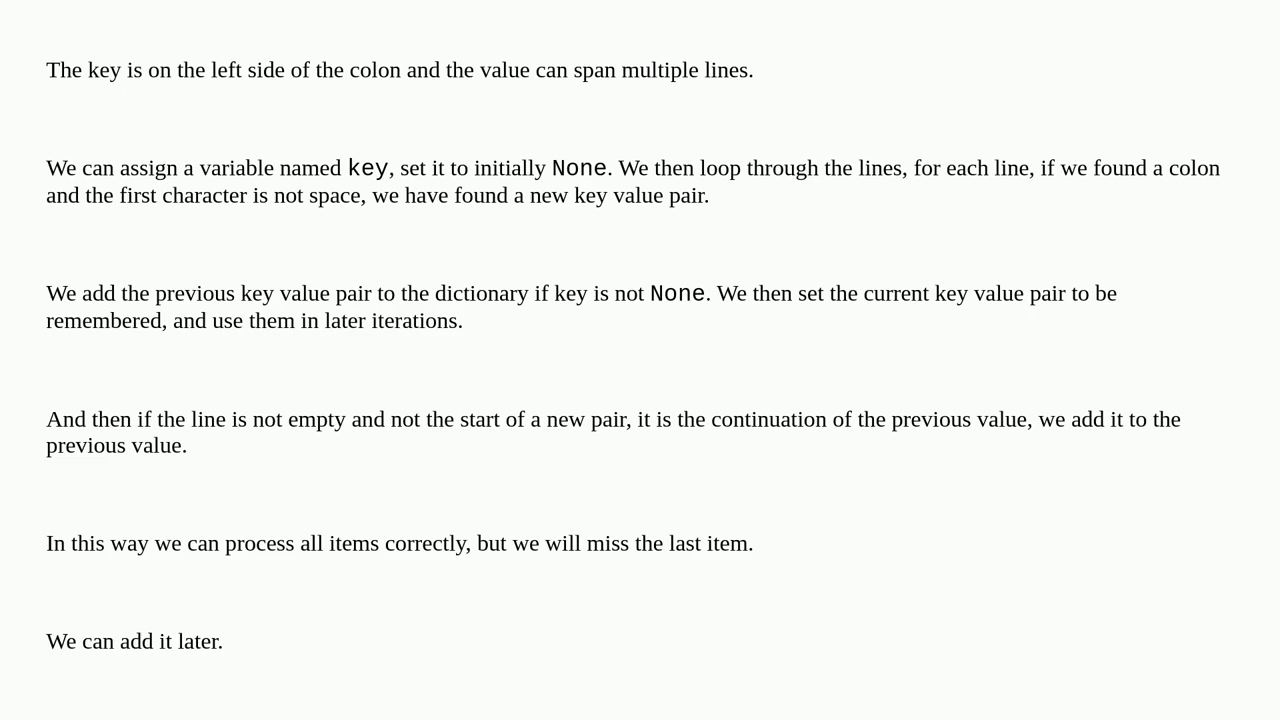 The key is on the left side of the colon and the value can span multiple lines.
We can assign a variable named key, set it to initially None. We then loop through the lines, for each line, if we found a colon
and the first character is not space, we have found a new key value pair.
We add the previous key value pair to the dictionary if key is not None. We then set the current key value pair to be
remembered, and use them in later iterations.
And then if the line is not empty and not the start of a new pair, it is the continuation of the previous value, we add it to the
previous value.
In this way we can process all items correctly, but we will miss the last item.
We can add it later.